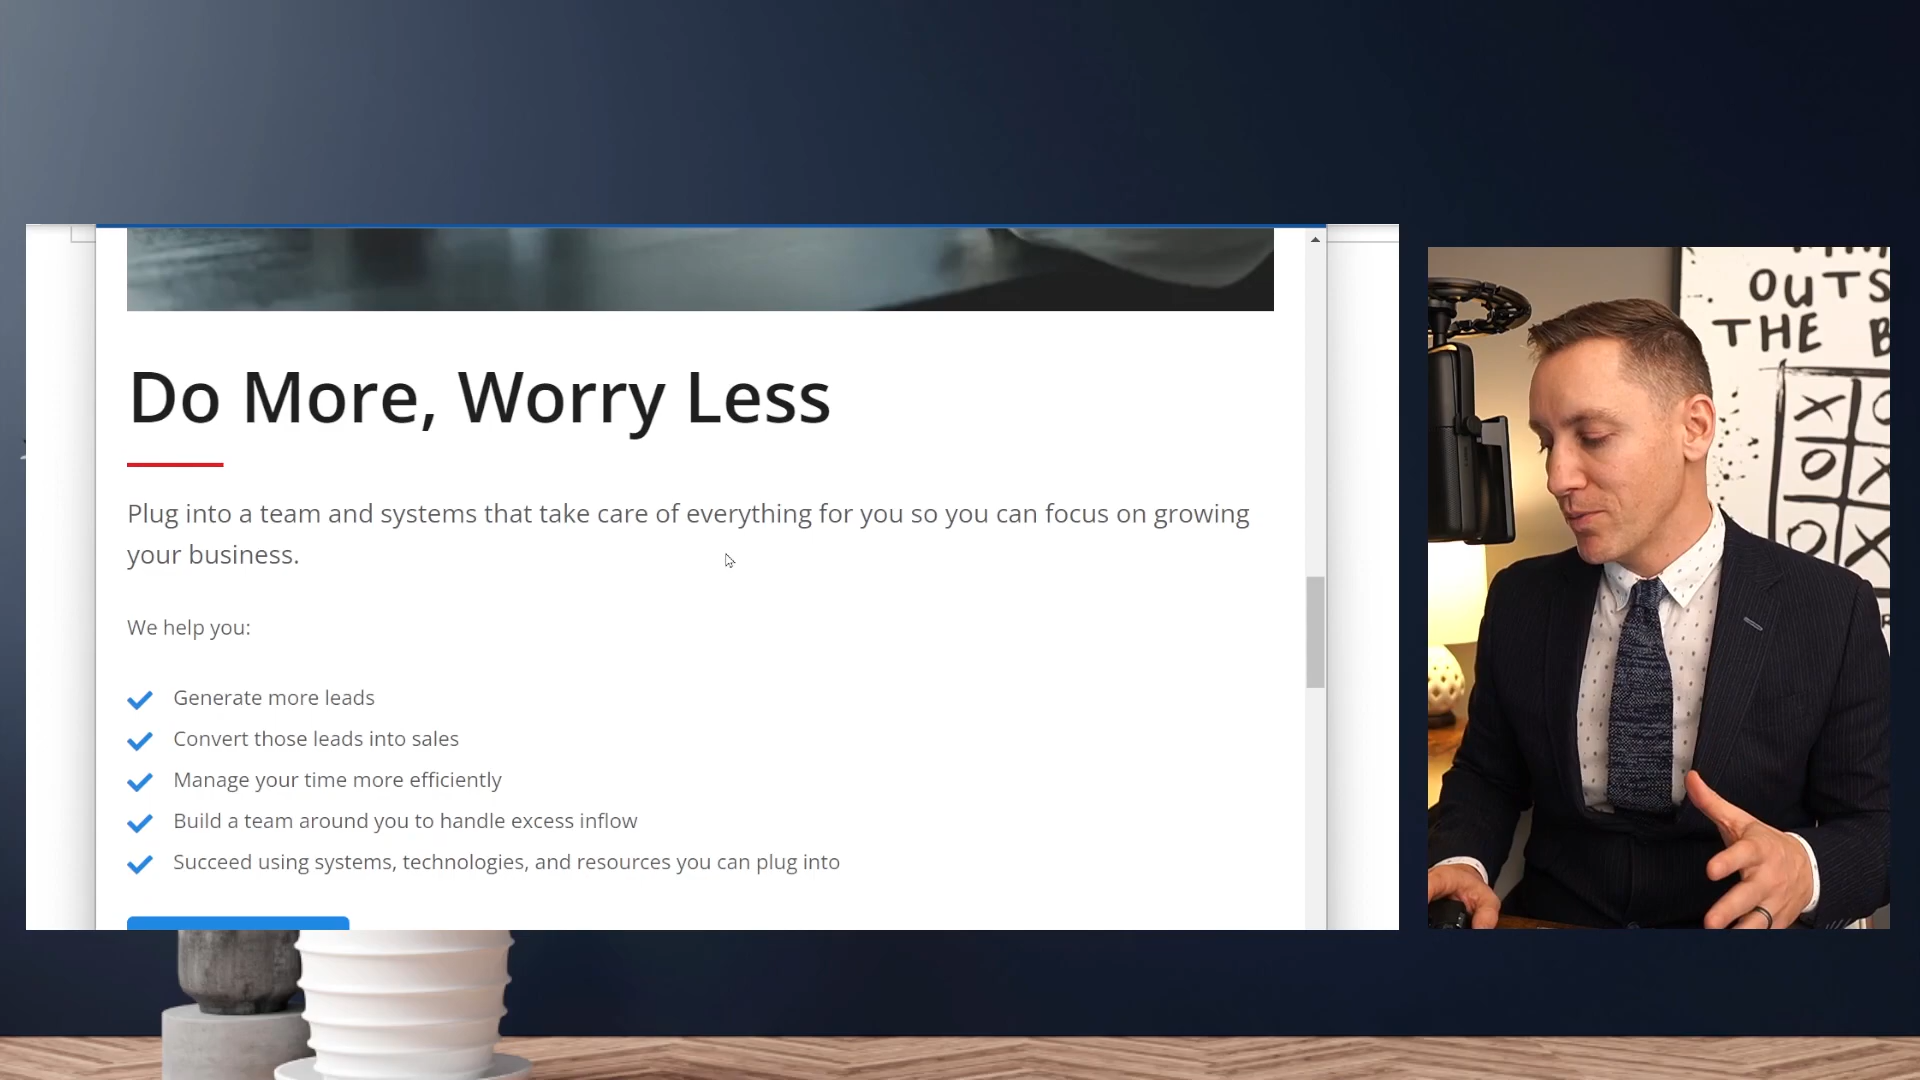 Do More, Worry Less
Plug into a team and systems that take care of everything for you so you can focus on growing
your business.
We help you:
Generate more leads
Convert those leads into sales
Manage your time more efficiently
Build a team around you to handle excess inflow
Succeed using systems, technologies, and resources you can plug into
OUTS
THE B
X O
O X
O X